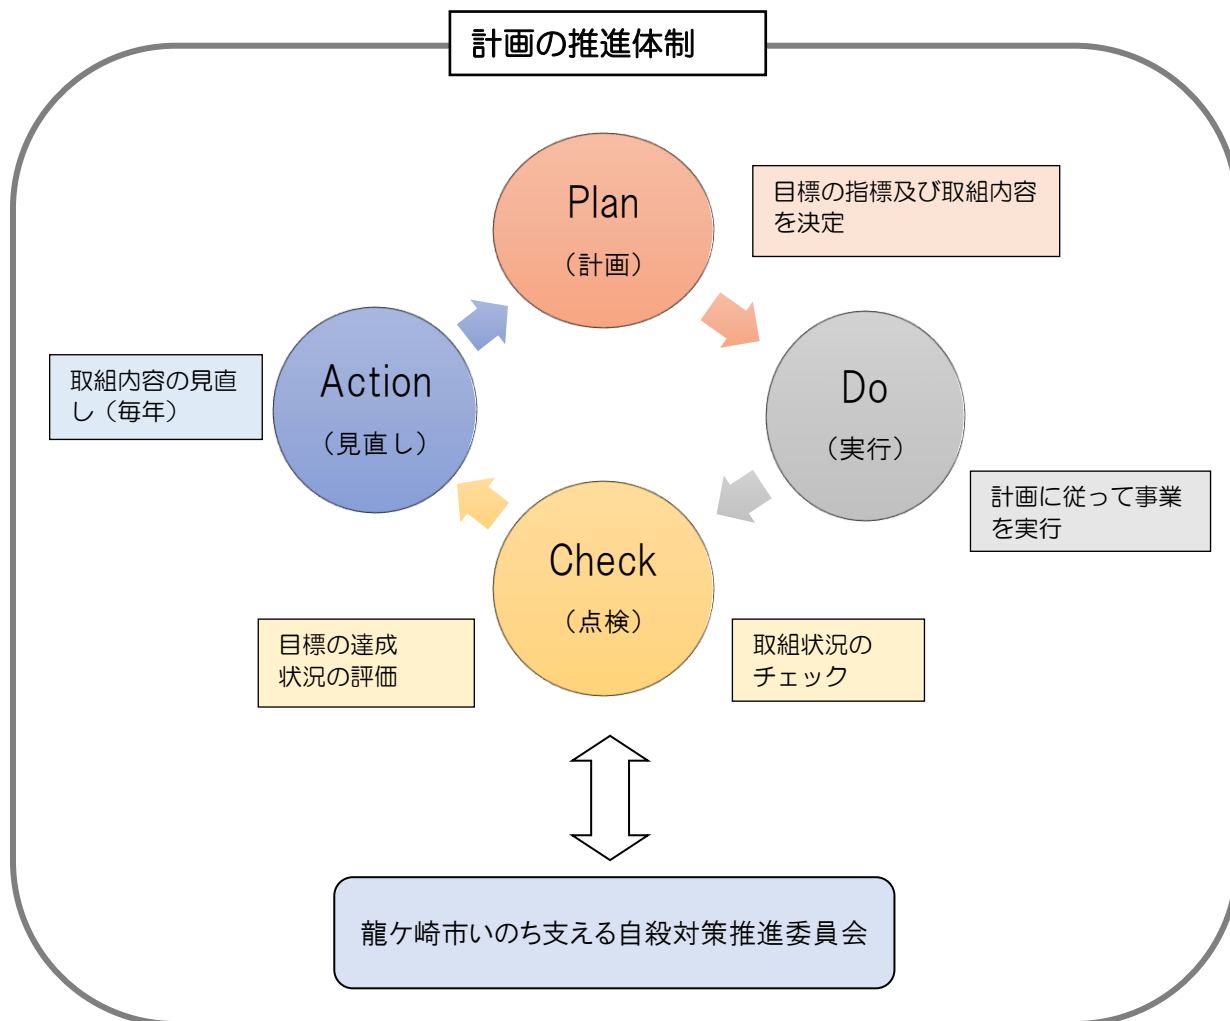 計画の推進体制
Plan
（計画）
目標の指標及び取組内容
を決定
Do
（実行）
計画に従って事業
を実行
Check
（点検）
取組状況の
チェック
目標の達成
状況の評価
Action
（見直し）
取組内容の見直
し（毎年）
龍ケ崎市いのち支える自殺対策推進委員会